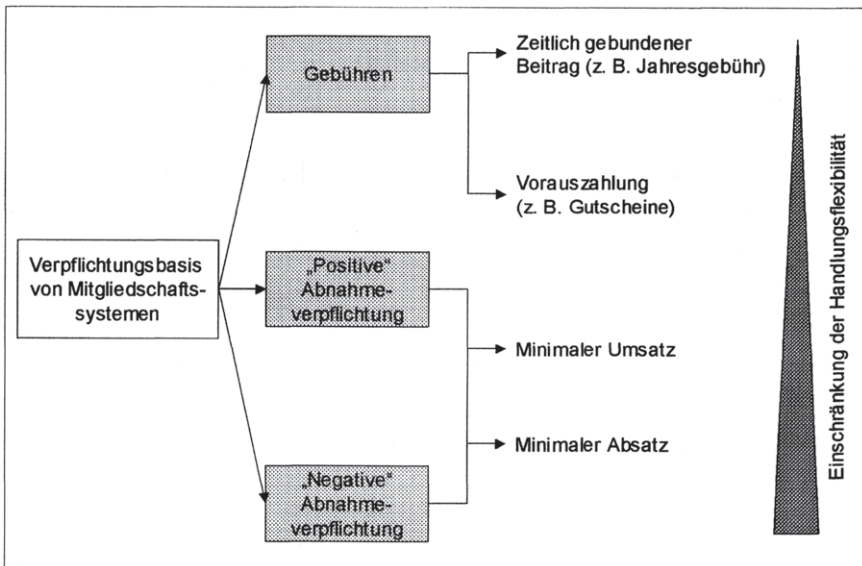 Gebühren
Zeitlich gebundener
Beitrag (z. B. Jahresgebühr)
Vorauszahlung
(z. B. Gutscheine)
Verpflichtungsbasis
von Mitgliedschafts-
systemen
„Positive“
Abnahme-
verpflichtung
Minimaler Umsatz
Minimaler Absatz
„Negative“
Abnahme-
verpflichtung
Einschränkung der Handlungsflexibilität